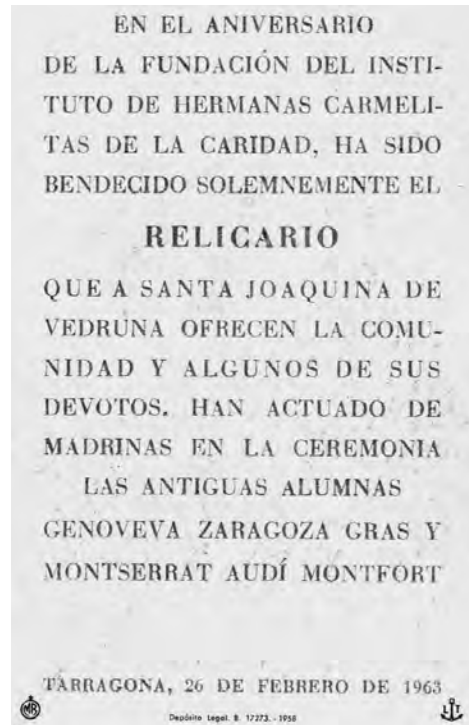 EN EL ANIVERSARIO
DE LA FUNDACIÓN DEL INSTI-
TUTO DE HERMANAS CARMELI-
TAS DE LA CARIDAD, HA SIDO
BENDECIDO SOLEMNEMENTE EL
RELICARIO
QUE A SANTA JOAQUINA DE
VEDRUNA OFRECEN LA COMU-
NIDAD Y ALGUNOS DE SUS
DEVOTOS. HAN ACTUADO DE
MADRINAS EN LA CEREMONIA
LAS ANTIGUAS ALUMNAS
GENOVEVA ZARAGOZA GRAS Y
MONTSERRAT AUDÍ MONTFORT
TARRAGONA, 26 DE FEBRERO DE 1963
Depósito Legal. B. 17273. - 1958